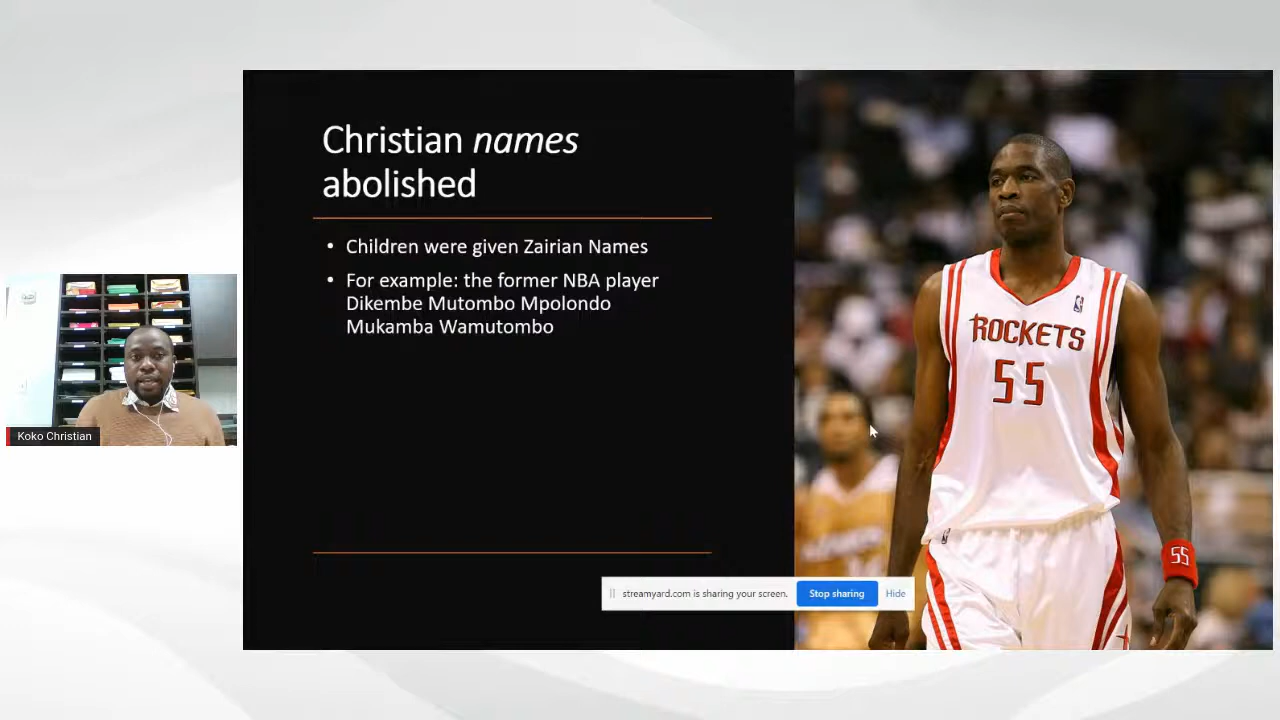 Christian names
abolished
• Children were given Zairian Names
• For example: the former NBA player
Dikembe Mutombo Mpolondo
Mukamba Wamutombo
ROCKETS
55
55
Koko Christian
streamyard.com is sharing your screen. Stop sharing Hide